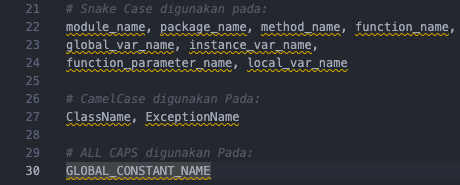 21 # Snake Case digunakan pada:
22 module_name, package_name, method_name, function_name,
23 global_var_name, instance_var_name,
24 function_parameter_name, local_var_name
25
26 # CamelCase digunakan Pada:
27 ClassName, ExceptionName
28
29 # ALL CAPS digunakan Pada:
30 GLOBAL_CONSTANT_NAME